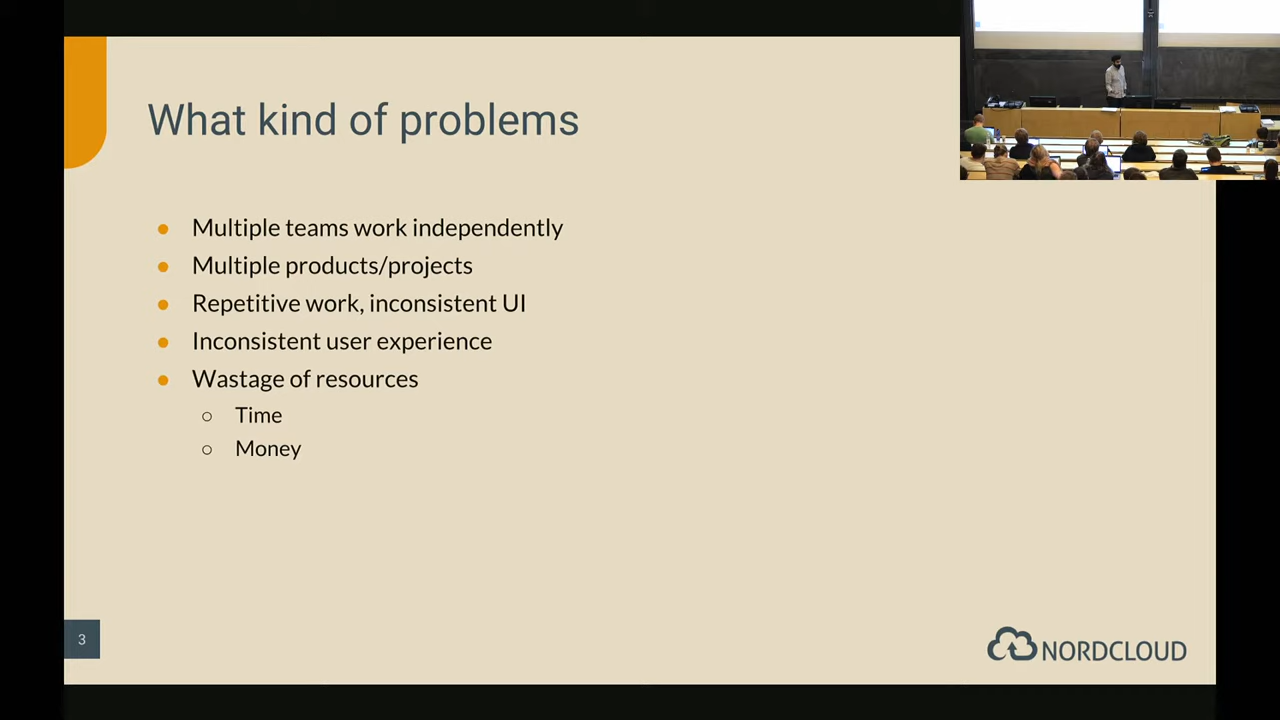 What kind of problems
● Multiple teams work independently
● Multiple products/projects
● Repetitive work, inconsistent UI
● Inconsistent user experience
● Wastage of resources
○ Time
○ Money
3
NORDCLOUD